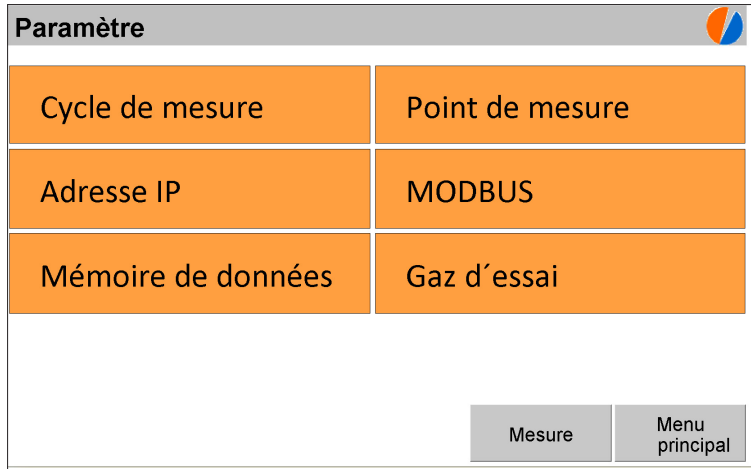 Paramètre
Cycle de mesure
Point de mesure
Adresse IP
MODBUS
Mémoire de données
Gaz d´essai
Mesure
Menu
principal